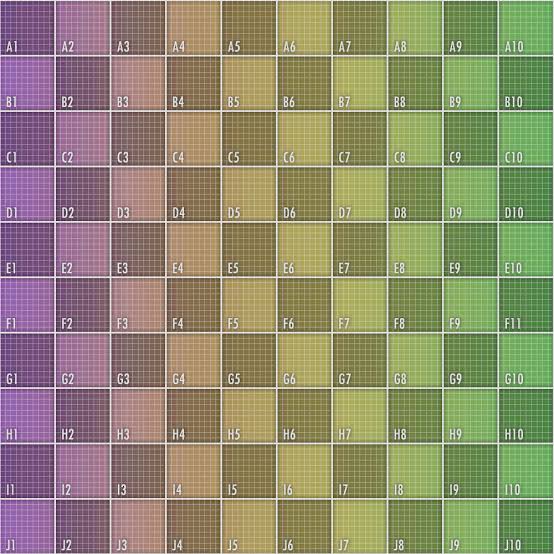 A1 A2 A3 A4 A5 A6 A7 A8 A9 A10
B1 B2 B3 B4 B5 B6 B7 B8 B9 B10
C1 C2 C3 C4 C5 C6 C7 C8 C9 C10
D1 D2 D3 D4 D5 D6 D7 D8 D9 D10
E1 E2 E3 E4 E5 E6 E7 E8 E9 E10
F1 F2 F3 F4 F5 F6 F7 F8 F9 F11
G1 G2 G3 G4 G5 G6 G7 G8 G9 G10
H1 H2 H3 H4 H5 H6 H7 H8 H9 H10
I1 I2 I3 I4 I5 I6 I7 I8 I9 I10
J1 J2 J3 J4 J5 J6 J7 J8 J9 J10